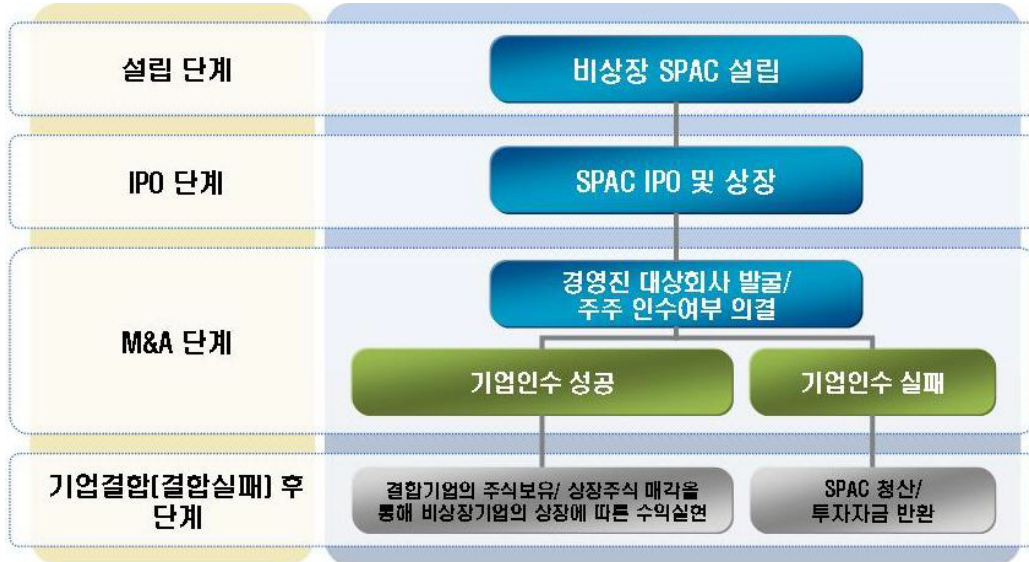 설립 단계
비상장 SPAC 설립
IPO 단계
SPAC IPO 및 상장
M&A 단계
경영진 대상회사 발굴/
주주 인수여부 의결
기업인수 성공
기업인수 실패
기업결합(결합실패) 후
단계
결합기업의 주식보유/ 상장주식 매각을
통해 비상장기업의 상장에 따른 수익실현
SPAC 청산/
투자자금 반환